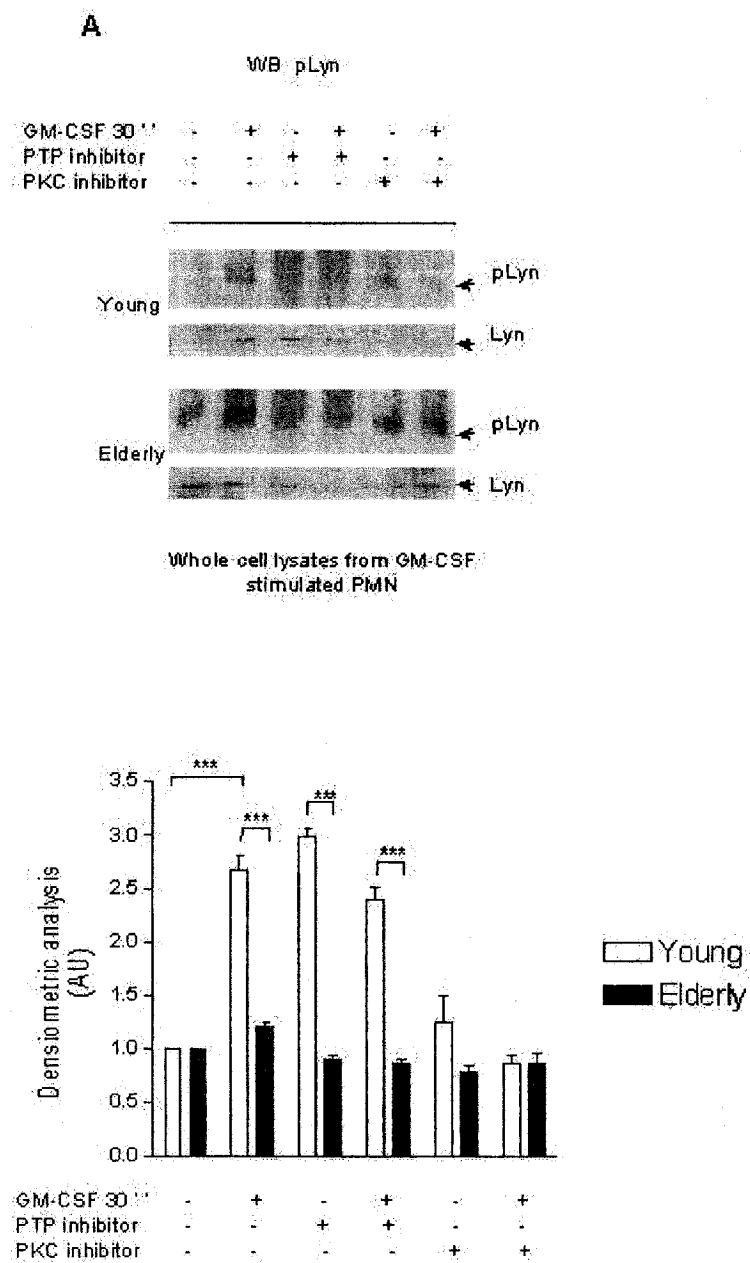 A
WB pLyn
GM-CSF 30'' - + - + - +
PTP inhibitor - - + + - -
PKC inhibitor - - - - + +
pLyn
Young
Lyn
pLyn
Elderly
Lyn
Whole cell lysates from GM-CSF
stimulated PMN
Densiometric analysis
(AU)
3.5
3.0
2.5
2.0
1.5
1.0
0.5
0.0
***
***
***
***
Young
Elderly
GM-CSF 30'' - + - + - +
PTP inhibitor - - + + - -
PKC inhibitor - - - - + +